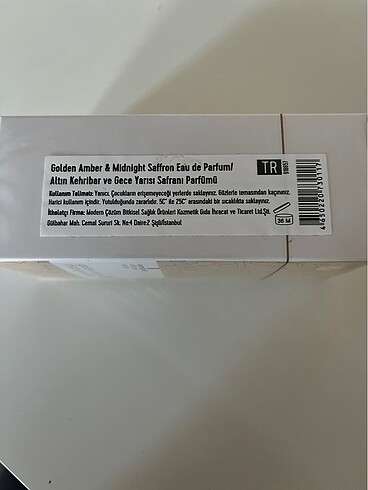 Golden Amber & Midnight Saffron Eau de Parfum/
Altın Kehribar ve Gece Yarısı Safranı Parfümü
Kullanım Talimatı: Yanıcı. Çocukların erişemeyeceği yerlerde saklayınız. Gözlerle temasından kaçınınız.
Harici kullanım içindir. Yutulduğunda zararlıdır. 5C° ile 25C° arasındaki bir sıcaklıkta saklayınız.
İthalatçı Firma: Modern Çözüm Bitkisel Sağlık Ürünleri Kozmetik Gıda İhracat ve Ticaret Ltd.Şti.
Gülbahar Mah. Cemal Sururi Sk. No:4 Daire:2 Şişli/İstanbul
TR
36 M
4650220730117